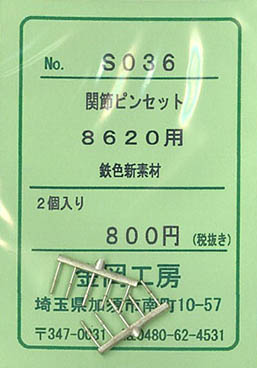 No. S036
関節ピンセット
8620用
鉄色新素材
2個入り
800円 (税抜き)
金岡工房
埼玉県加須市南町10-57
〒347-0031 ☎0480-62-4531